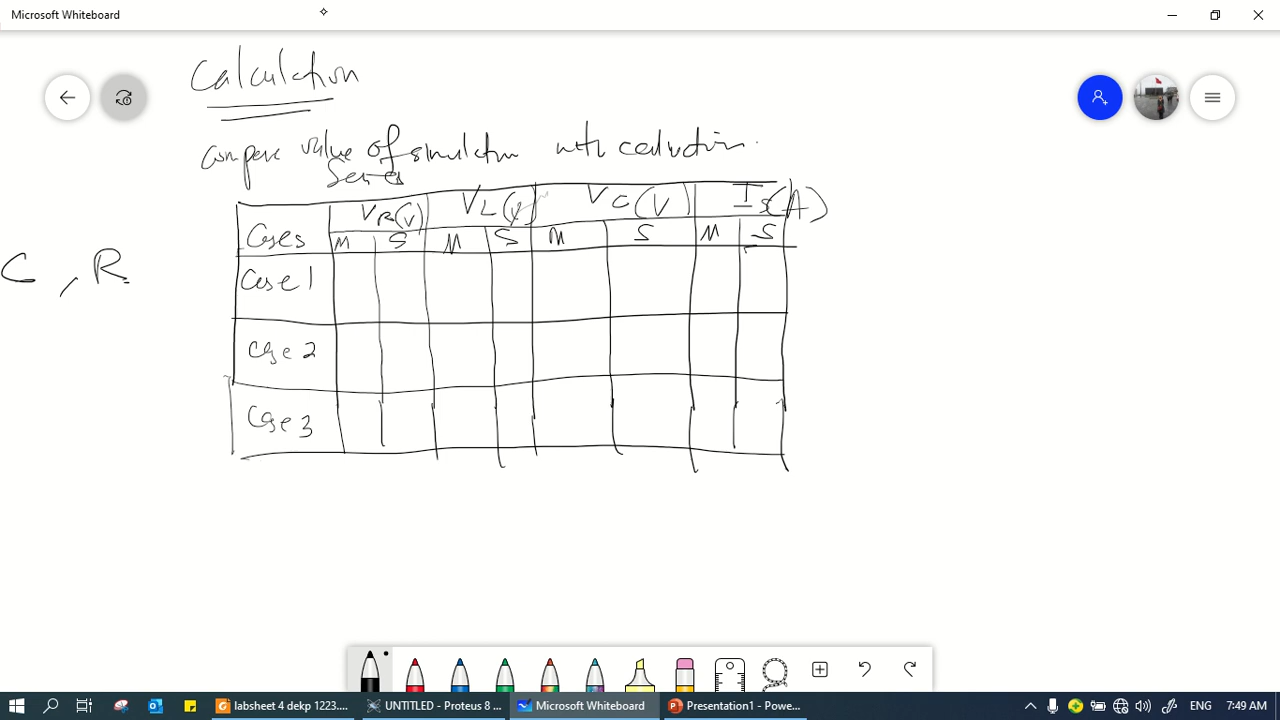 Microsoft Whiteboard
Calculation
compare value of simulation with calculation.
Series
Cases VR(V) VL(V) VC(V) Is(A)
M S M S M S M S
C, R
Case 1
Case 2
Case 3
labsheet 4 dekp 1223....
UNTITLED - Proteus 8 ...
Microsoft Whiteboard
Presentation1 - Powe...
ENG
7:49 AM